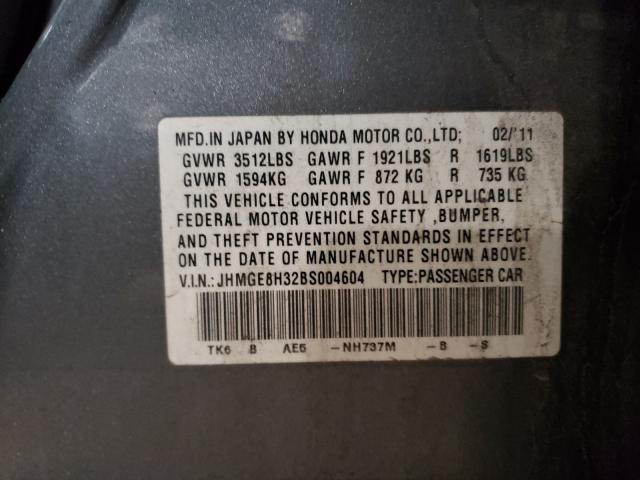 MFD.IN JAPAN BY HONDA MOTOR CO.,LTD; 02/'11
GVWR 3512LBS GAWR F 1921LBS R 1619LBS
GVWR 1594KG GAWR F 872 KG R 735 KG
THIS VEHICLE CONFORMS TO ALL APPLICABLE
FEDERAL MOTOR VEHICLE SAFETY ,BUMPER,
AND THEFT PREVENTION STANDARDS IN EFFECT
ON THE DATE OF MANUFACTURE SHOWN ABOVE.
V.I.N.:JHMGE8H32BS004604 TYPE:PASSENGER CAR
TK6 B AE5 -NH737M -B -S